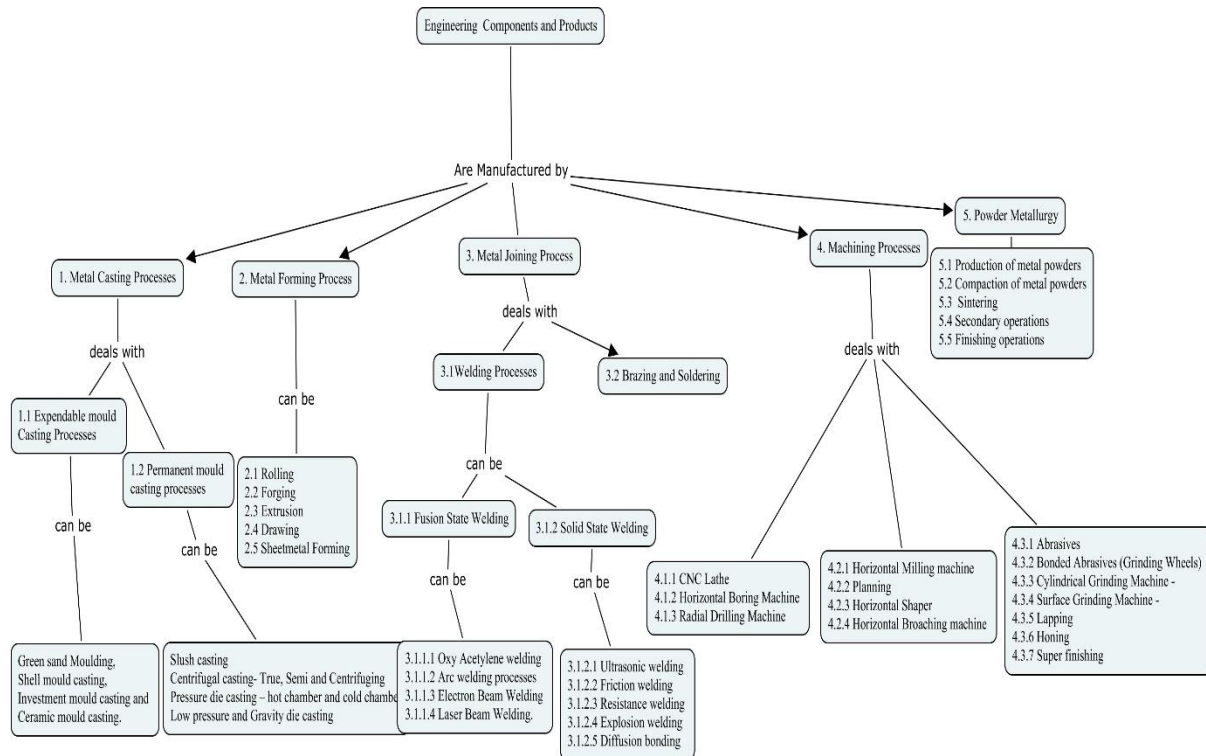 Engineering  Components and Products
Are Manufactured by
1. Metal Casting Processes
2. Metal Forming Process
3. Metal Joining Process
4. Machining Processes
5. Powder Metallurgy
5.1 Production of metal powders
5.2 Compaction of metal powders
5.3  Sintering
5.4 Secondary operations
5.5 Finishing operations
deals with
1.1 Expendable mould
Casting Processes
1.2 Permanent mould
casting processes
can be
Green sand Moulding,
Shell mould casting,
Investment mould casting and
Ceramic mould casting.
can be
Slush casting
Centrifugal casting- True, Semi and Centrifuging
Pressure die casting – hot chamber and cold chamber
Low pressure and Gravity die casting
can be
2.1 Rolling
2.2 Forging
2.3 Extrusion
2.4 Drawing
2.5 Sheetmetal Forming
deals with
3.1Welding Processes
3.2 Brazing and Soldering
can be
3.1.1 Fusion State Welding
3.1.2 Solid State Welding
can be
3.1.1.1 Oxy Acetylene welding
3.1.1.2 Arc welding processes
3.1.1.3 Electron Beam Welding
3.1.1.4 Laser Beam Welding.
can be
3.1.2.1 Ultrasonic welding
3.1.2.2 Friction welding
3.1.2.3 Resistance welding
3.1.2.4 Explosion welding
3.1.2.5 Diffusion bonding
deals with
4.1.1 CNC Lathe
4.1.2 Horizontal Boring Machine
4.1.3 Radial Drilling Machine
4.2.1 Horizontal Milling machine
4.2.2 Planning
4.2.3 Horizontal Shaper
4.2.4 Horizontal Broaching machine
4.3.1 Abrasives
4.3.2 Bonded Abrasives (Grinding Wheels)
4.3.3 Cylindrical Grinding Machine -
4.3.4 Surface Grinding Machine -
4.3.5 Lapping
4.3.6 Honing
4.3.7 Super finishing